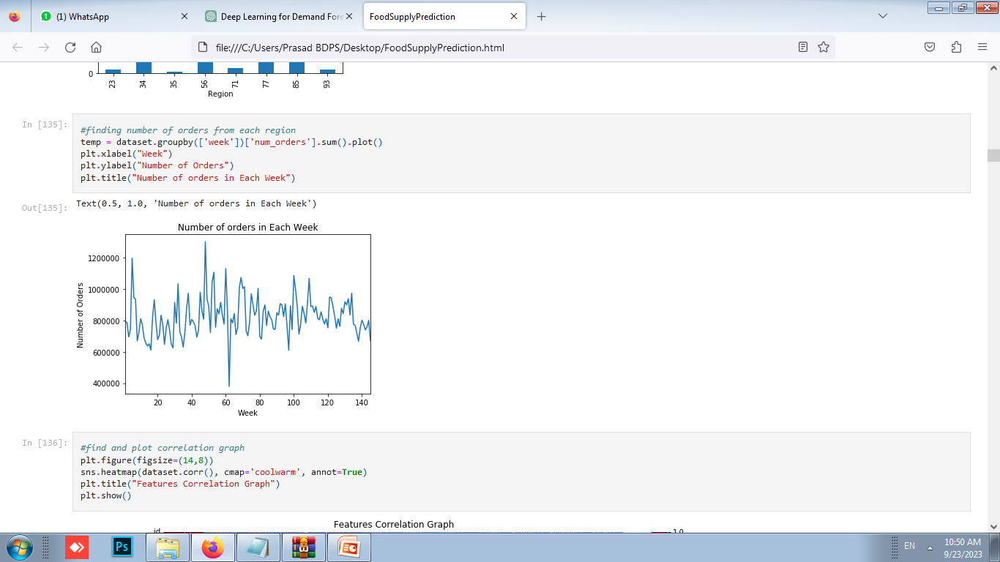 (1) WhatsApp
Deep Learning for Demand Fore
FoodSupplyPrediction
file:///C:/Users/Prasad BDPS/Desktop/FoodSupplyPrediction.html
0
23 34 35 56 71 77 85 93
Region
In [135]:
#finding number of orders from each region
temp = dataset.groupby(['week'])['num_orders'].sum().plot()
plt.xlabel("Week")
plt.ylabel("Number of Orders")
plt.title("Number of orders in Each Week")
Out[135]:
Text(0.5, 1.0, 'Number of orders in Each Week')
Number of orders in Each Week
Number of Orders
1200000
1000000
800000
600000
400000
20 40 60 80 100 120 140
Week
In [136]:
#find and plot correlation graph
plt.figure(figsize=(14,8))
sns.heatmap(dataset.corr(), cmap='coolwarm', annot=True)
plt.title("Features Correlation Graph")
plt.show()
Features Correlation Graph
id
1.0
Ps
EN
10:50 AM
9/23/2023